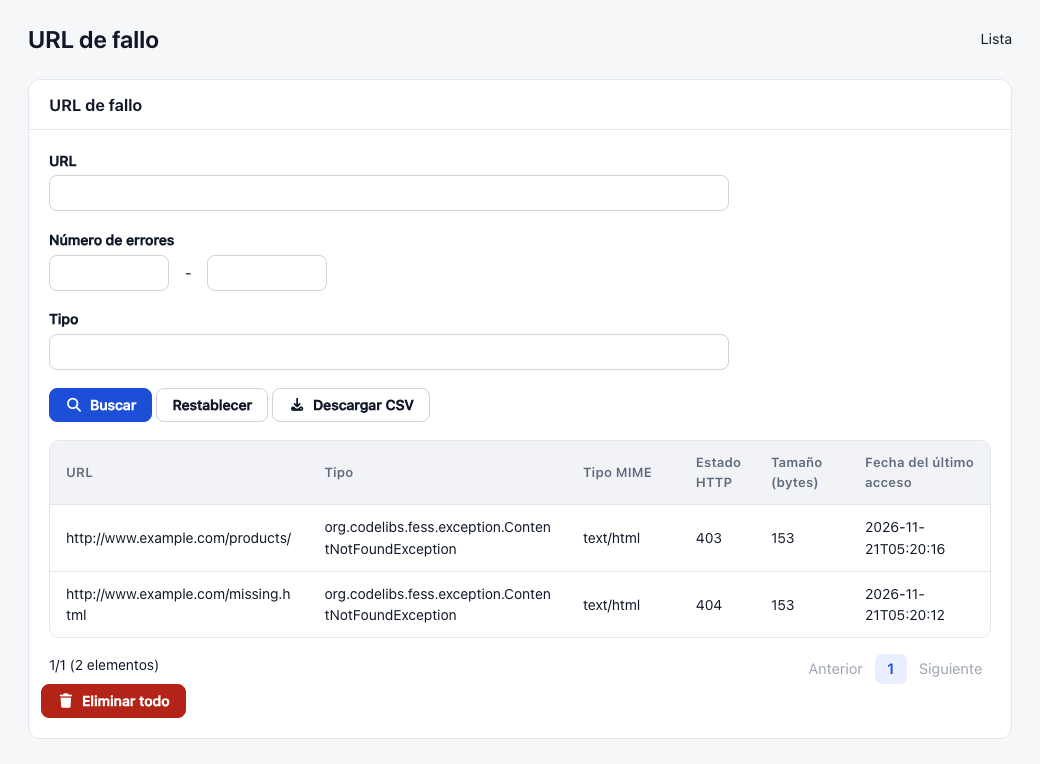 URL de fallo
Lista
URL de fallo
URL
Número de errores
-
Tipo
Buscar
Restablecer
Descargar CSV
URL
Tipo
Tipo MIME
Estado
HTTP
Tamaño
(bytes)
Fecha del último
acceso
http://www.example.com/products/
org.codelibs.fess.exception.Conten
tNotFoundException
text/html
403
153
2026-11-
21T05:20:16
http://www.example.com/missing.h
tml
org.codelibs.fess.exception.Conten
tNotFoundException
text/html
404
153
2026-11-
21T05:20:12
1/1 (2 elementos)
Anterior
1
Siguiente
Eliminar todo